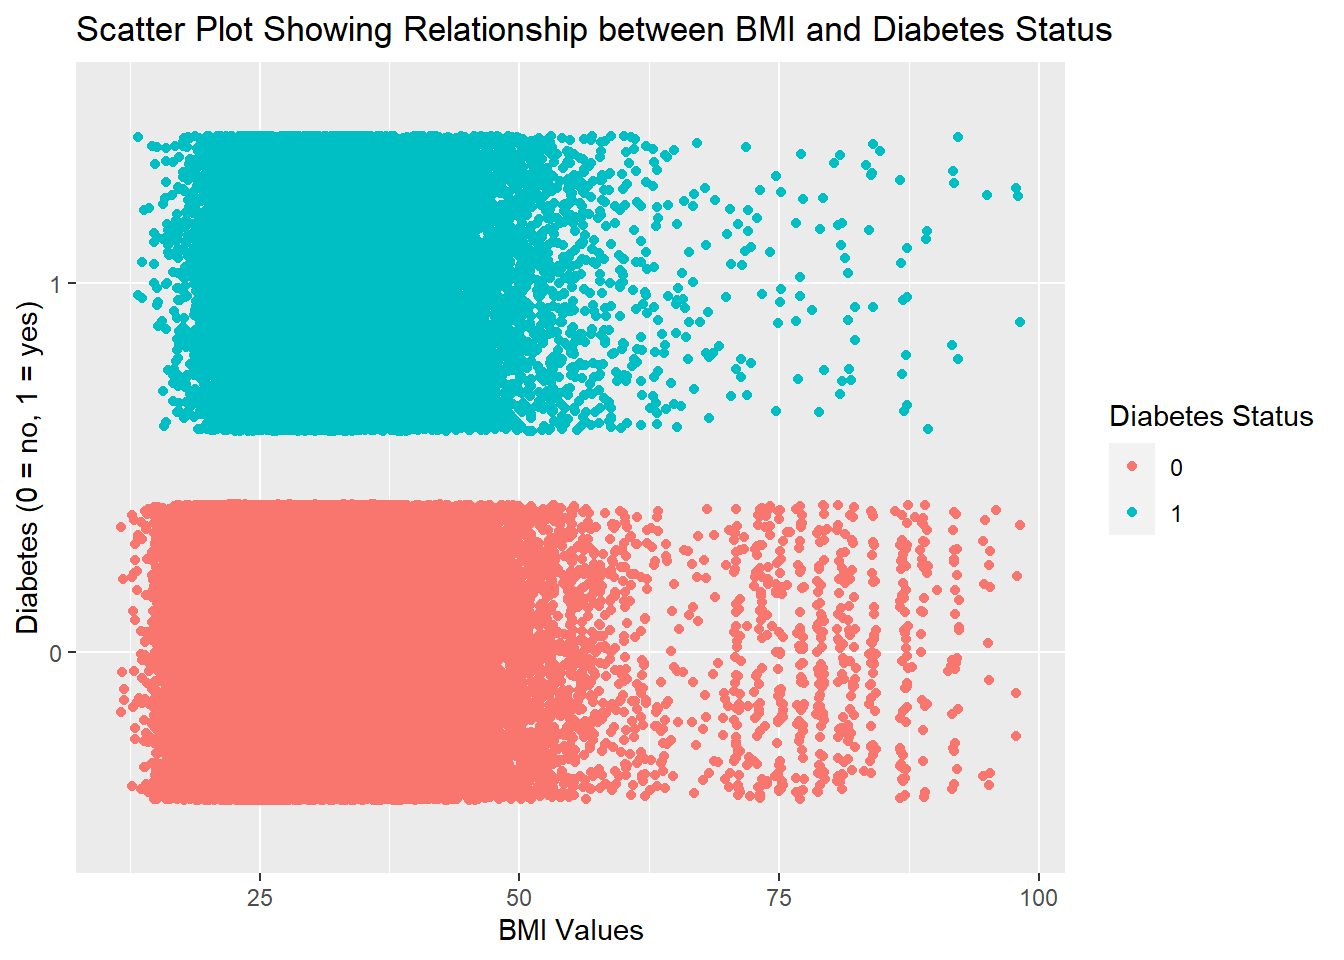 Scatter Plot Showing Relationship between BMI and Diabetes Status
Diabetes (0 = no, 1 = yes)
1
0
25 50 75 100
BMI Values
Diabetes Status
0
1